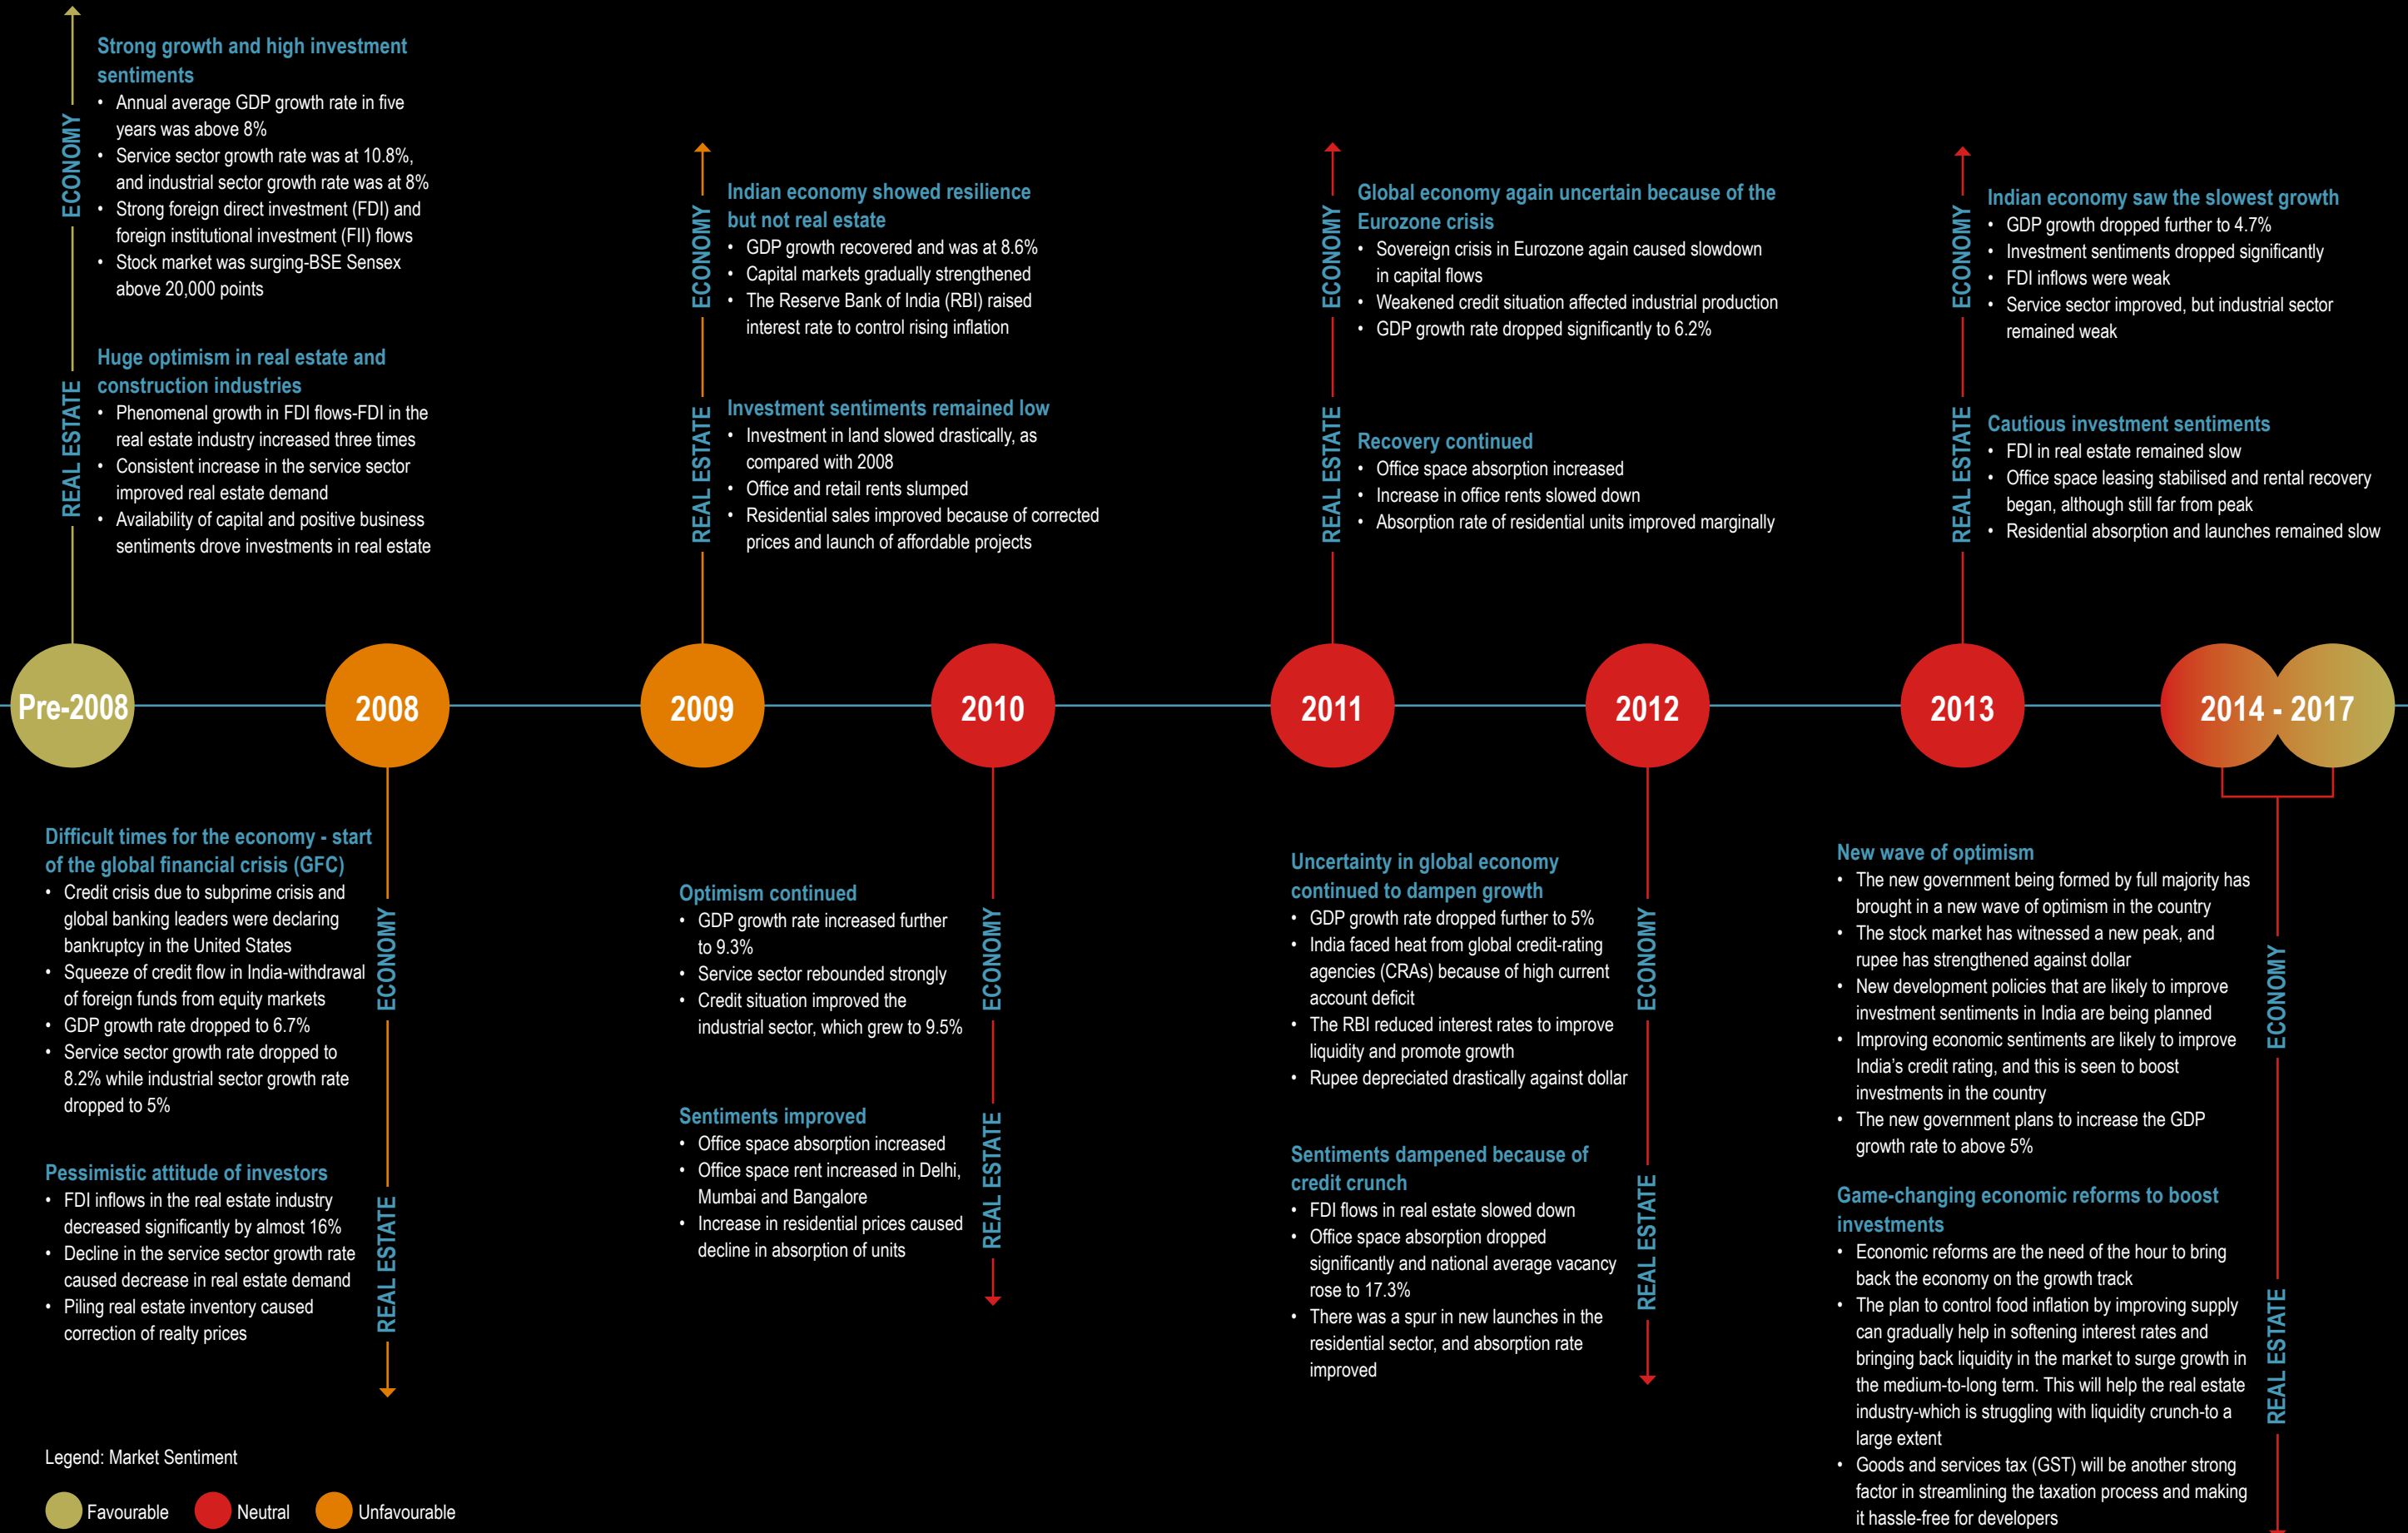 Strong growth and high investment
sentiments
• Annual average GDP growth rate in five
years was above 8%
• Service sector growth rate was at 10.8%,
and industrial sector growth rate was at 8%
• Strong foreign direct investment (FDI) and
foreign institutional investment (FII) flows
• Stock market was surging-BSE Sensex
above 20,000 points
ECONOMY
Huge optimism in real estate and
construction industries
• Phenomenal growth in FDI flows-FDI in the
real estate industry increased three times
• Consistent increase in the service sector
improved real estate demand
• Availability of capital and positive business
sentiments drove investments in real estate
REAL ESTATE
Indian economy showed resilience
but not real estate
• GDP growth recovered and was at 8.6%
• Capital markets gradually strengthened
• The Reserve Bank of India (RBI) raised
interest rate to control rising inflation
ECONOMY
Investment sentiments remained low
• Investment in land slowed drastically, as
compared with 2008
• Office and retail rents slumped
• Residential sales improved because of corrected
prices and launch of affordable projects
REAL ESTATE
Global economy again uncertain because of the
Eurozone crisis
• Sovereign crisis in Eurozone again caused slowdown
in capital flows
• Weakened credit situation affected industrial production
• GDP growth rate dropped significantly to 6.2%
ECONOMY
Recovery continued
• Office space absorption increased
• Increase in office rents slowed down
• Absorption rate of residential units improved marginally
REAL ESTATE
Indian economy saw the slowest growth
• GDP growth dropped further to 4.7%
• Investment sentiments dropped significantly
• FDI inflows were weak
• Service sector improved, but industrial sector
remained weak
ECONOMY
Cautious investment sentiments
• FDI in real estate remained slow
• Office space leasing stabilised and rental recovery
began, although still far from peak
• Residential absorption and launches remained slow
REAL ESTATE
Pre-2008
2008
2009
2010
2011
2012
2013
2014 - 2017
Difficult times for the economy - start
of the global financial crisis (GFC)
• Credit crisis due to subprime crisis and
global banking leaders were declaring
bankruptcy in the United States
• Squeeze of credit flow in India-withdrawal
of foreign funds from equity markets
• GDP growth rate dropped to 6.7%
• Service sector growth rate dropped to
8.2% while industrial sector growth rate
dropped to 5%
ECONOMY
Pessimistic attitude of investors
• FDI inflows in the real estate industry
decreased significantly by almost 16%
• Decline in the service sector growth rate
caused decrease in real estate demand
• Piling real estate inventory caused
correction of realty prices
REAL ESTATE
Optimism continued
• GDP growth rate increased further
to 9.3%
• Service sector rebounded strongly
• Credit situation improved the
industrial sector, which grew to 9.5%
ECONOMY
Sentiments improved
• Office space absorption increased
• Office space rent increased in Delhi,
Mumbai and Bangalore
• Increase in residential prices caused
decline in absorption of units
REAL ESTATE
Uncertainty in global economy
continued to dampen growth
• GDP growth rate dropped further to 5%
• India faced heat from global credit-rating
agencies (CRAs) because of high current
account deficit
• The RBI reduced interest rates to improve
liquidity and promote growth
• Rupee depreciated drastically against dollar
ECONOMY
Sentiments dampened because of
credit crunch
• FDI flows in real estate slowed down
• Office space absorption dropped
significantly and national average vacancy
rose to 17.3%
• There was a spur in new launches in the
residential sector, and absorption rate
improved
REAL ESTATE
New wave of optimism
• The new government being formed by full majority has
brought in a new wave of optimism in the country
• The stock market has witnessed a new peak, and
rupee has strengthened against dollar
• New development policies that are likely to improve
investment sentiments in India are being planned
• Improving economic sentiments are likely to improve
India's credit rating, and this is seen to boost
investments in the country
• The new government plans to increase the GDP
growth rate to above 5%
ECONOMY
Game-changing economic reforms to boost
investments
• Economic reforms are the need of the hour to bring
back the economy on the growth track
• The plan to control food inflation by improving supply
can gradually help in softening interest rates and
bringing back liquidity in the market to surge growth in
the medium-to-long term. This will help the real estate
industry-which is struggling with liquidity crunch-to a
large extent
• Goods and services tax (GST) will be another strong
factor in streamlining the taxation process and making
it hassle-free for developers
REAL ESTATE
Legend: Market Sentiment
Favourable
Neutral
Unfavourable